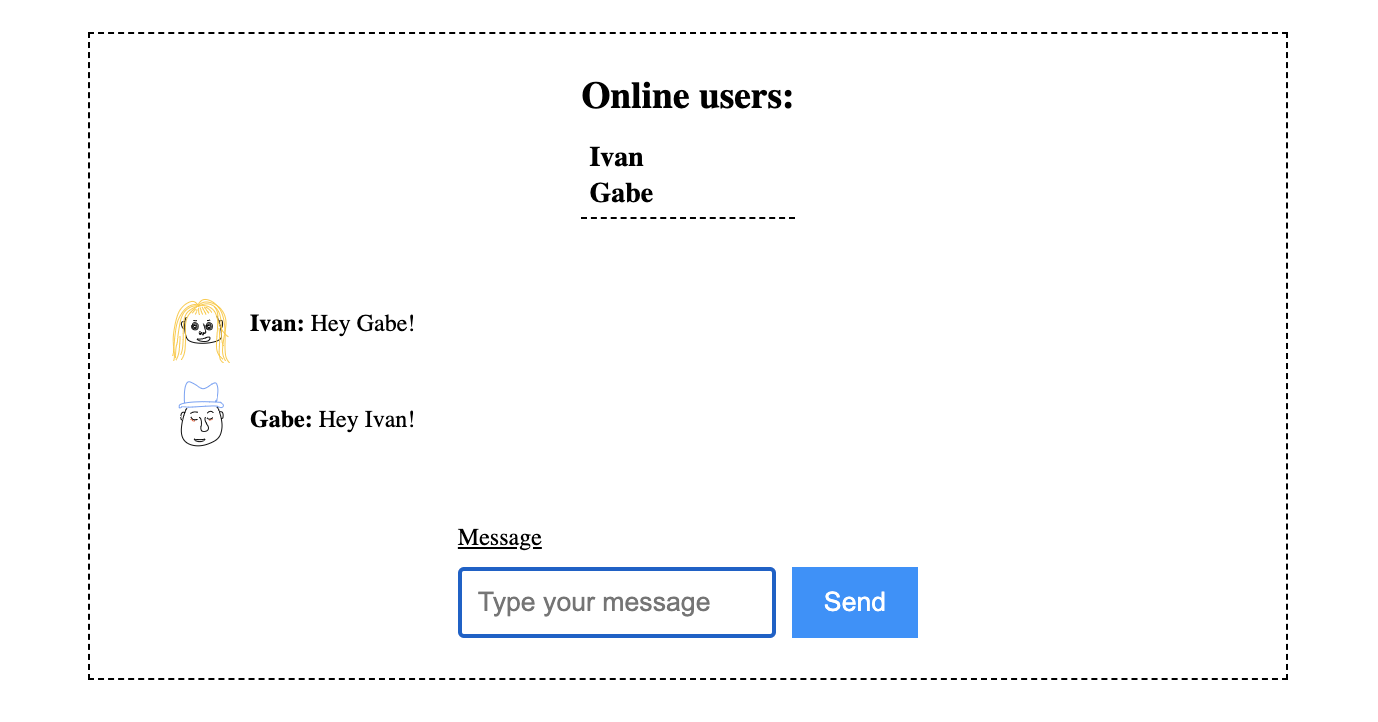 Online users:
Ivan
Gabe
Ivan: Hey Gabe!
Gabe: Hey Ivan!
Message
Type your message
Send